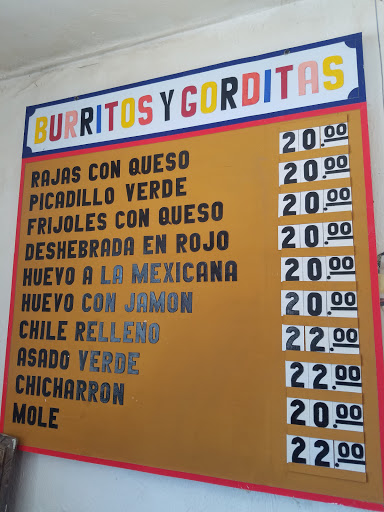 BURRITOS Y GORDITAS
RAJAS CON QUESO 20.00
PICADILLO VERDE 20.00
FRIJOLES CON QUESO 20.00
DESHEBRADA EN ROJO 20.00
HUEVO A LA MEXICANA 20.00
HUEVO CON JAMON 20.00
CHILE RELLENO 22.00
ASADO VERDE 22.00
CHICHARRON 20.00
MOLE 22.00